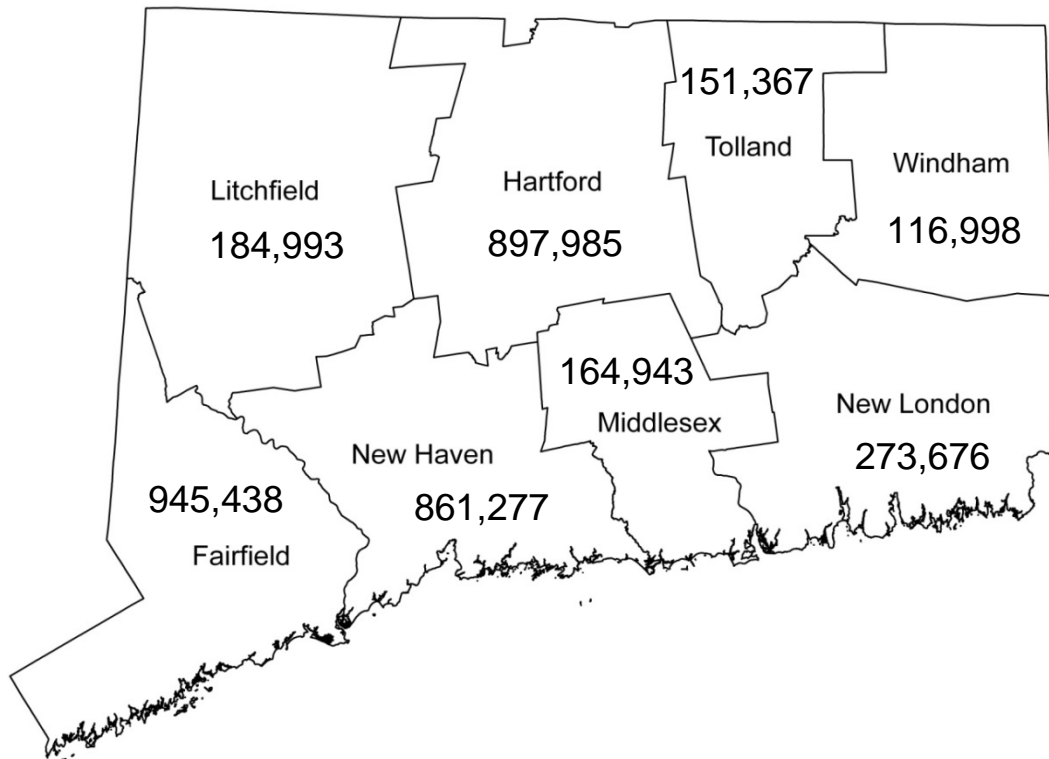 151,367
Tolland
Windham
116,998
Hartford
897,985
Litchfield
184,993
164,943
Middlesex
New London
273,676
New Haven
861,277
945,438
Fairfield